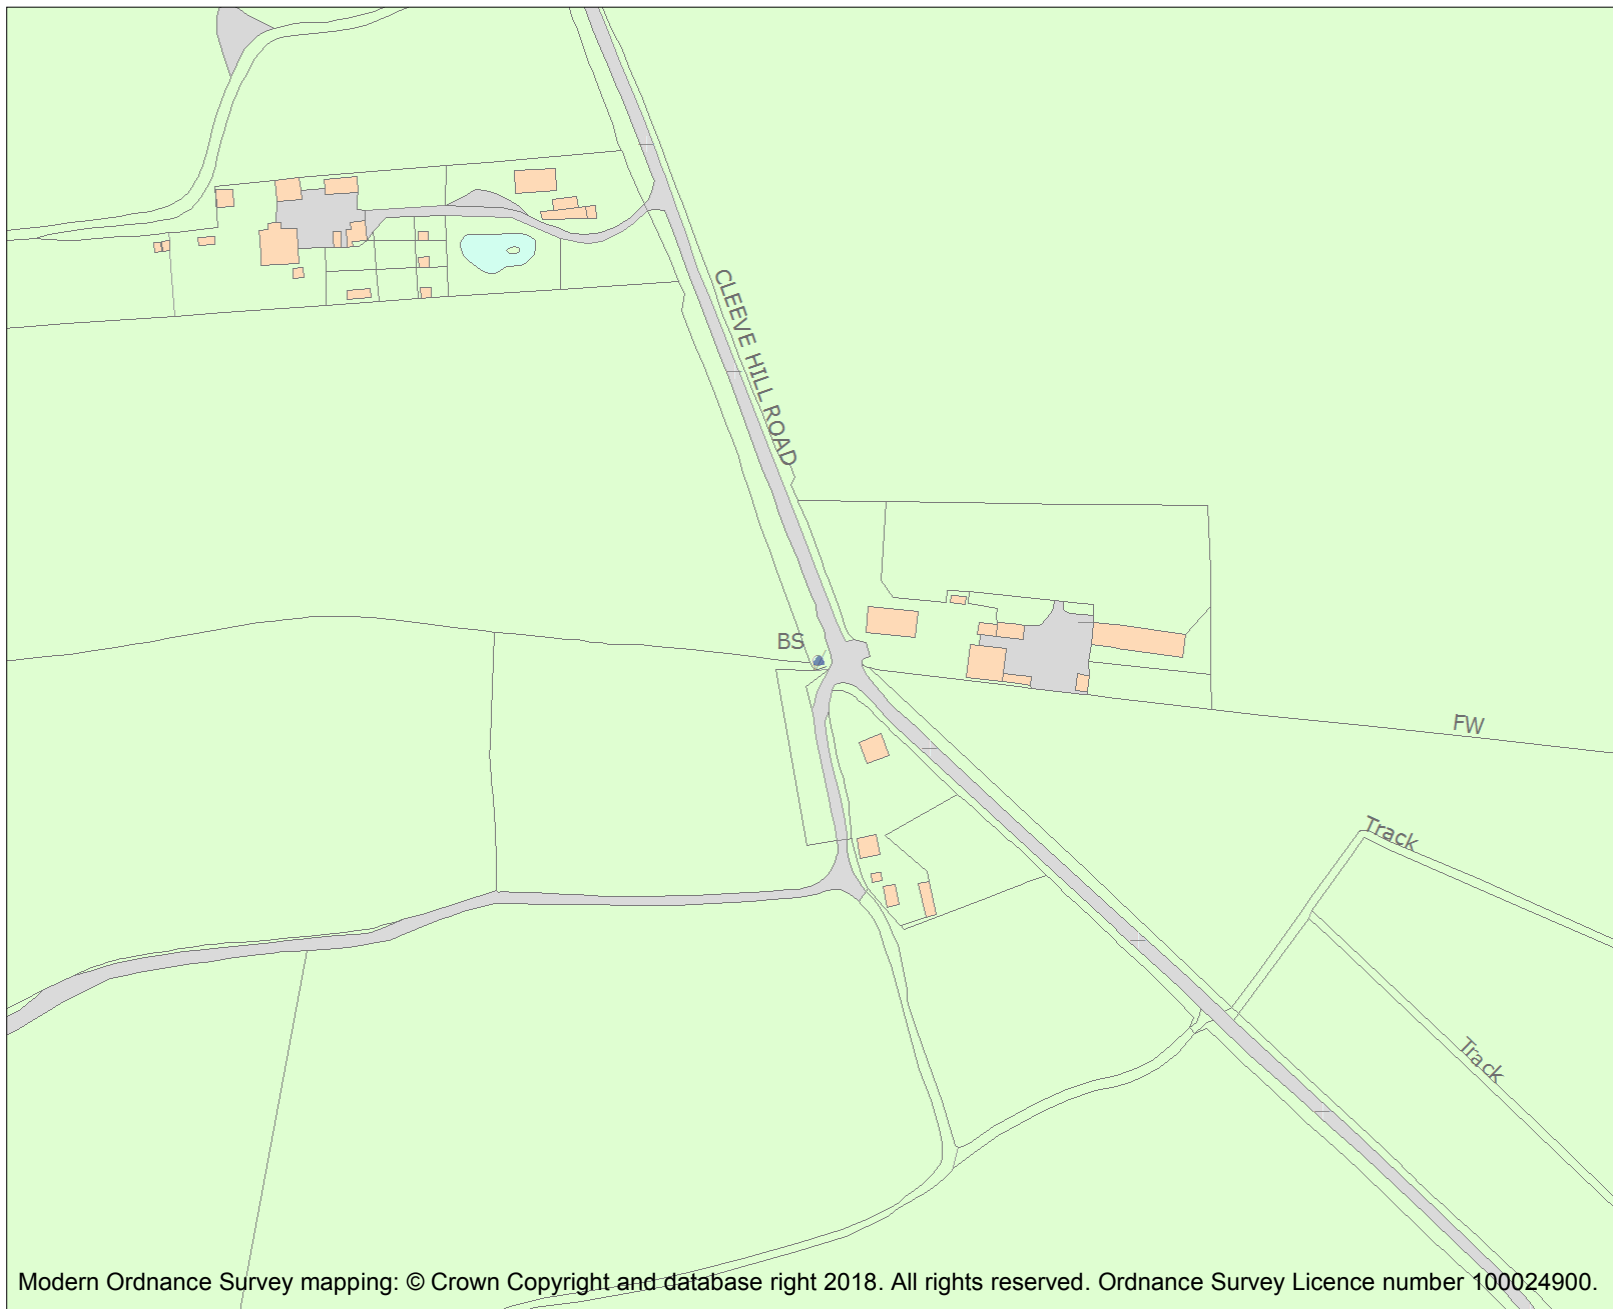 CLEEVE HILL ROAD
BS
FW
Track
Track
Modern Ordnance Survey mapping: © Crown Copyright and database right 2018. All rights reserved. Ordnance Survey Licence number 100024900.